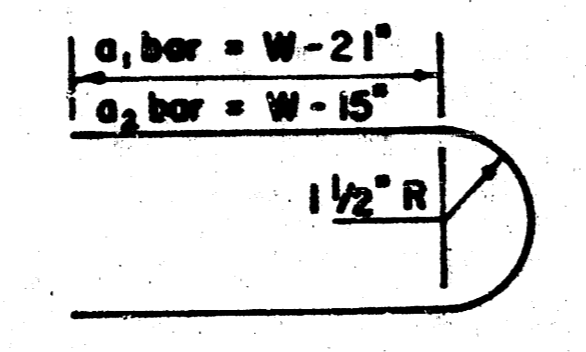 a₁ bar = W-21"
a₂ bar = W-15"
1 1/2" R